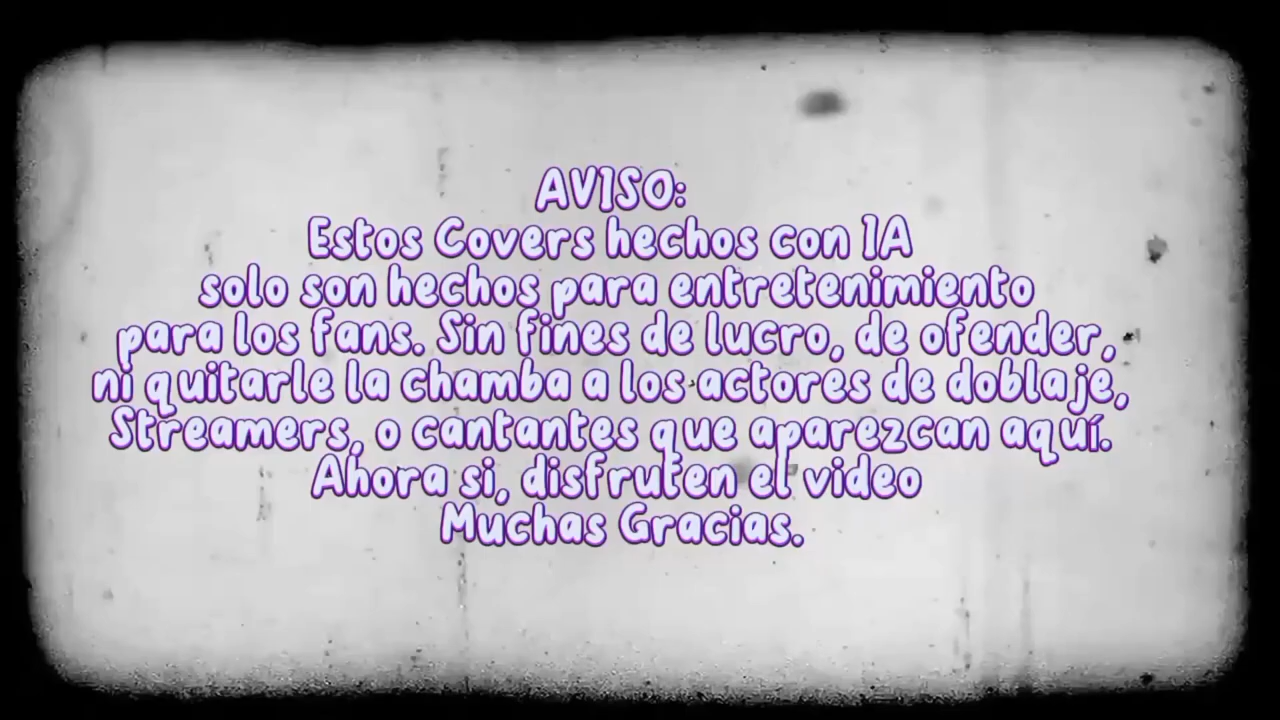 AVISO:
Estos Covers hechos con IA
solo son hechos para entretenimiento
para los fans. Sin fines de lucro, de ofender,
ni quitarle la chamba a los actores de doblaje,
Streamers, o cantantes que aparezcan aquí.
Ahora si, disfruten el video
Muchas Gracias.